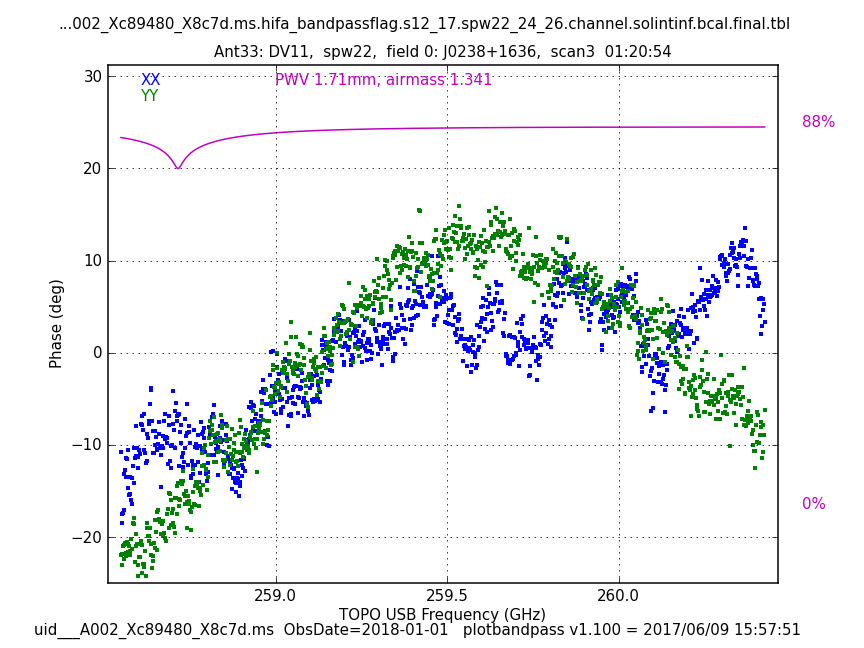 ...002_Xc89480_X8c7d.ms.hifa_bandpassflag.s12_17.spw22_24_26.channel.solintinf.bcal.final.tbl
Ant33: DV11,  spw22,  field 0: J0238+1636,  scan3  01:20:54
XX
PWV 1.71mm, airmass 1.341
YY
88%
0%
30
20
10
0
−10
−20
Phase (deg)
259.0
259.5
260.0
TOPO USB Frequency (GHz)
uid___A002_Xc89480_X8c7d.ms  ObsDate=2018-01-01   plotbandpass v1.100 = 2017/06/09 15:57:51